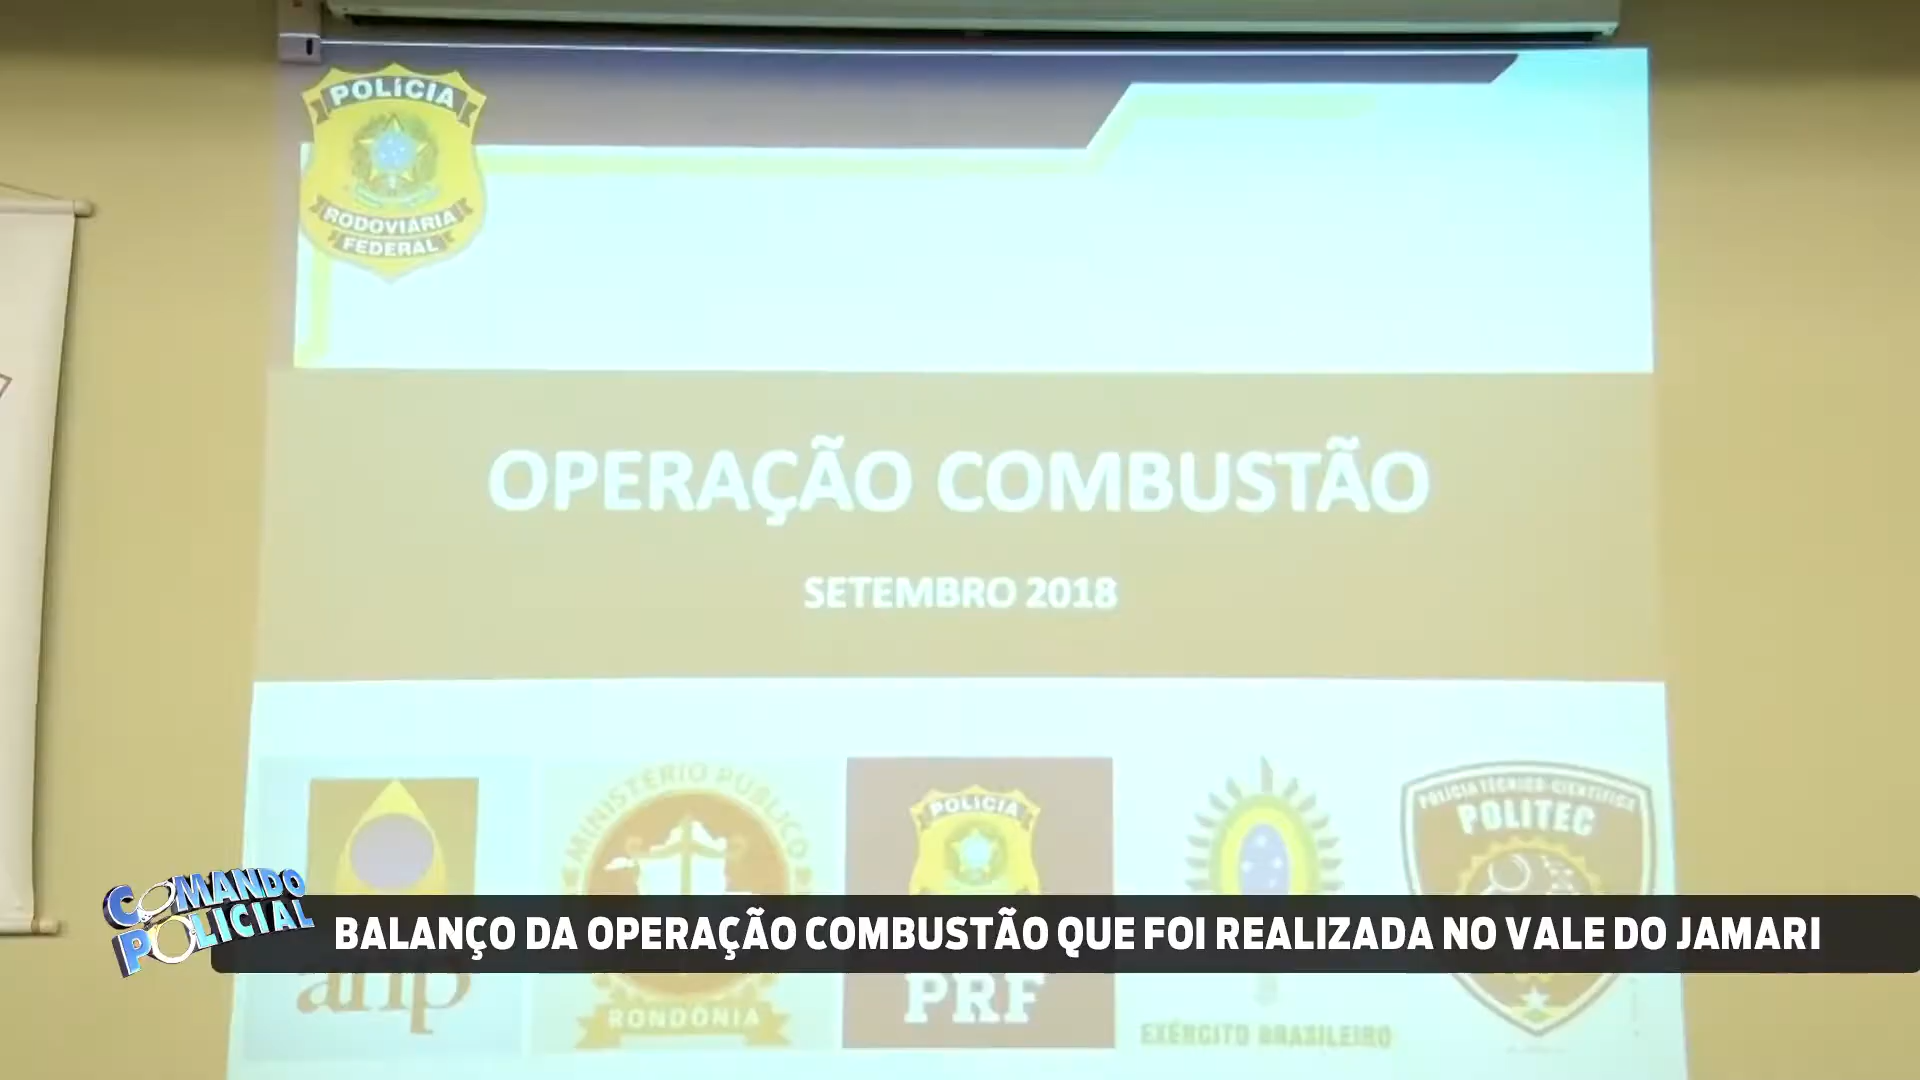 POLÍCIA
RODOVIÁRIA
FEDERAL
OPERAÇÃO COMBUSTÃO
SETEMBRO 2018
MINISTÉRIO PÚBLICO
POLÍCIA
POLÍCIA TÉCNICO-CIENTÍFICA
POLITEC
COMANDO
POLICIAL
BALANÇO DA OPERAÇÃO COMBUSTÃO QUE FOI REALIZADA NO VALE DO JAMARI
anp
RONDÔNIA
PRF
EXÉRCITO BRASILEIRO